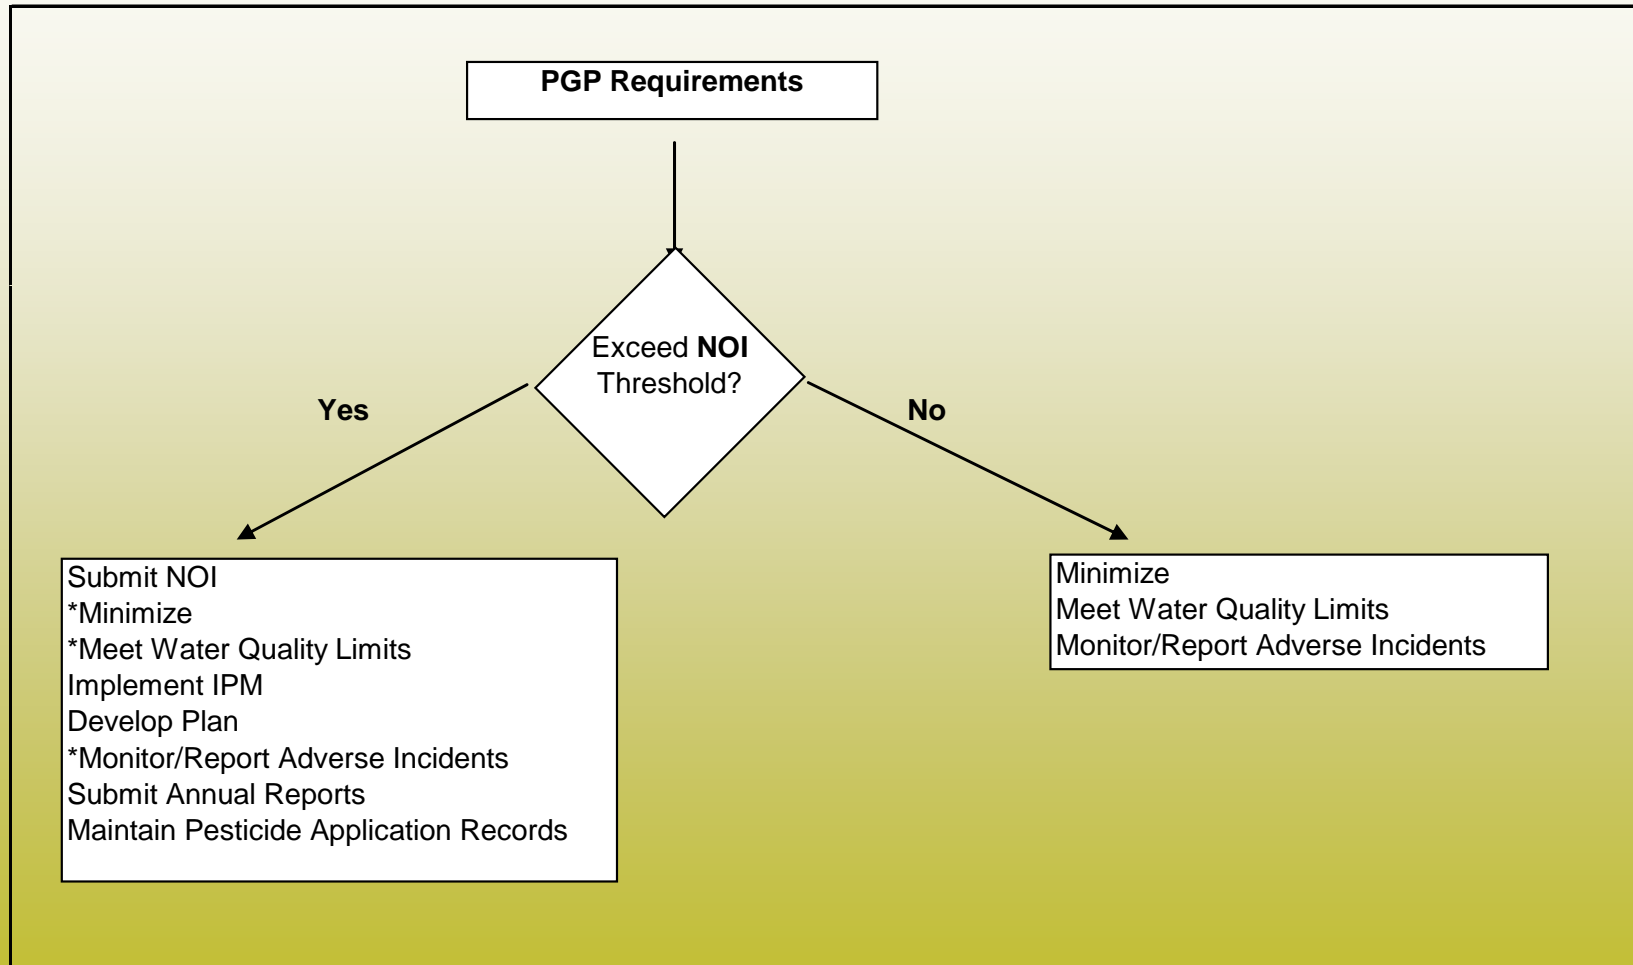 PGP Requirements
Exceed NOI
Threshold?
Yes
No
Submit NOI
*Minimize
*Meet Water Quality Limits
Implement IPM
Develop Plan
*Monitor/Report Adverse Incidents
Submit Annual Reports
Maintain Pesticide Application Records
Minimize
Meet Water Quality Limits
Monitor/Report Adverse Incidents